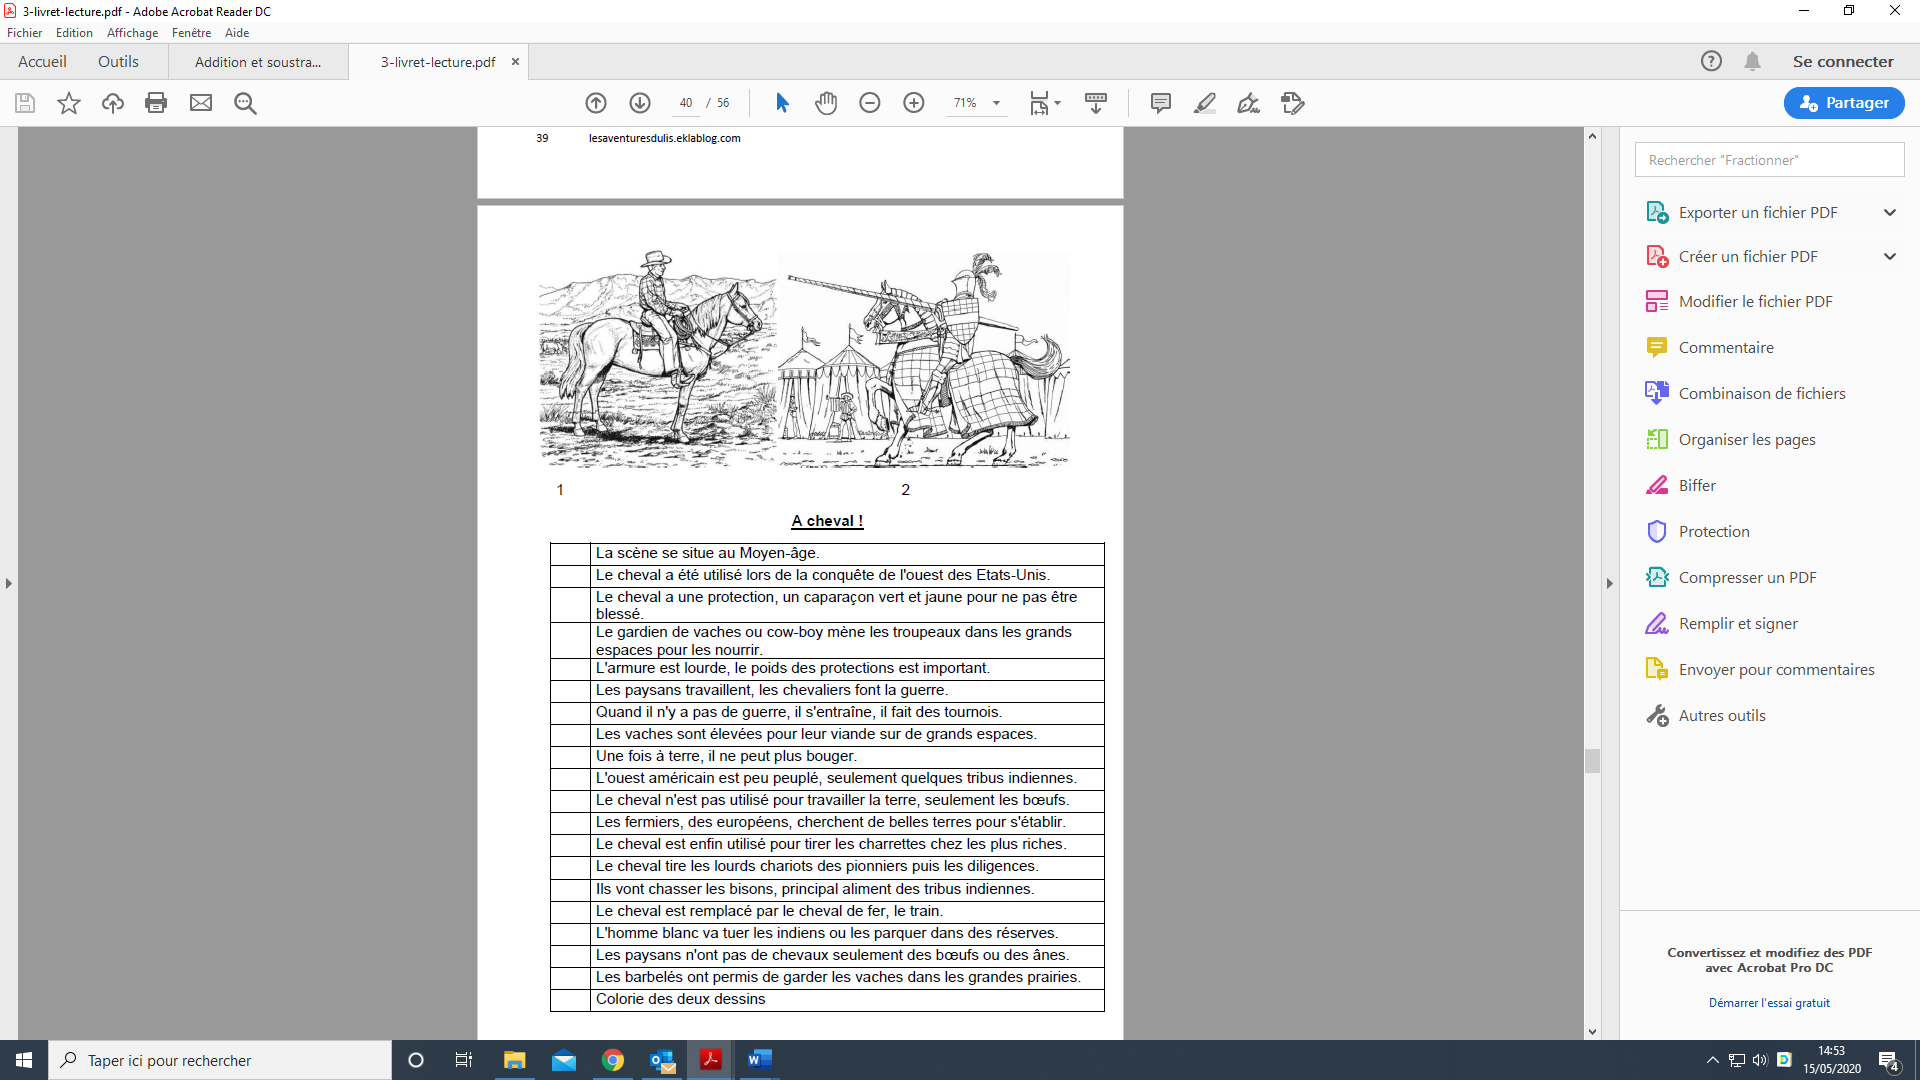 3-livret-lecture.pdf - Adobe Acrobat Reader DC
Fichier Edition Affichage Fenêtre Aide
Accueil Outils Addition et soustra... 3-livret-lecture.pdf × Se connecter
40 / 56 71% Partager
39 lesaventuresdulis.eklablog.com
1 2
A cheval !
La scène se situe au Moyen-âge.
Le cheval a été utilisé lors de la conquête de l'ouest des Etats-Unis.
Le cheval a une protection, un caparaçon vert et jaune pour ne pas être
blessé.
Le gardien de vaches ou cow-boy mène les troupeaux dans les grands
espaces pour les nourrir.
L'armure est lourde, le poids des protections est important.
Les paysans travaillent, les chevaliers font la guerre.
Quand il n'y a pas de guerre, il s'entraîne, il fait des tournois.
Les vaches sont élevées pour leur viande sur de grands espaces.
Une fois à terre, il ne peut plus bouger.
L'ouest américain est peu peuplé, seulement quelques tribus indiennes.
Le cheval n'est pas utilisé pour travailler la terre, seulement les bœufs.
Les fermiers, des européens, cherchent de belles terres pour s'établir.
Le cheval est enfin utilisé pour tirer les charrettes chez les plus riches.
Le cheval tire les lourds chariots des pionniers puis les diligences.
Ils vont chasser les bisons, principal aliment des tribus indiennes.
Le cheval est remplacé par le cheval de fer, le train.
L'homme blanc va tuer les indiens ou les parquer dans des réserves.
Les paysans n'ont pas de chevaux seulement des bœufs ou des ânes.
Les barbelés ont permis de garder les vaches dans les grandes prairies.
Colorie des deux dessins
Rechercher "Fractionner"
Exporter un fichier PDF
Créer un fichier PDF
Modifier le fichier PDF
Commentaire
Combinaison de fichiers
Organiser les pages
Biffer
Protection
Compresser un PDF
Remplir et signer
Envoyer pour commentaires
Autres outils
Convertissez et modifiez des PDF
avec Acrobat Pro DC
Démarrer l'essai gratuit
Taper ici pour rechercher
14:53
15/05/2020
4